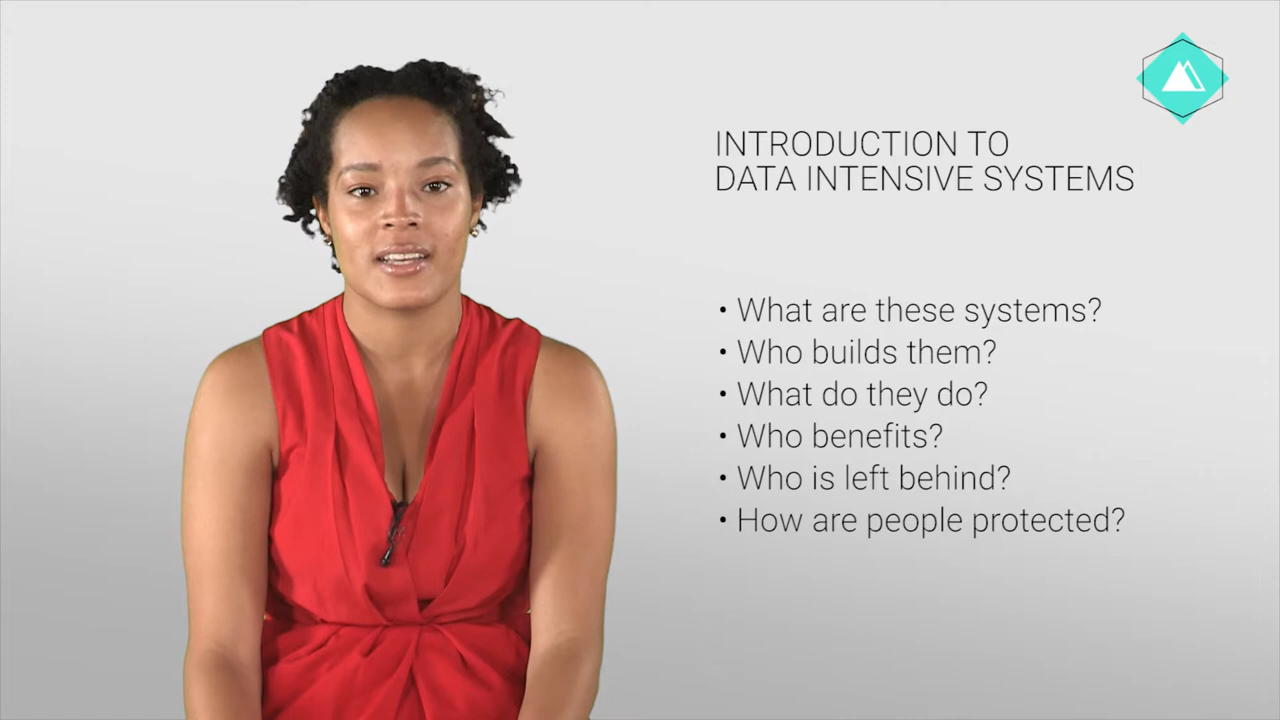 INTRODUCTION TO
DATA INTENSIVE SYSTEMS
• What are these systems?
• Who builds them?
• What do they do?
• Who benefits?
• Who is left behind?
• How are people protected?